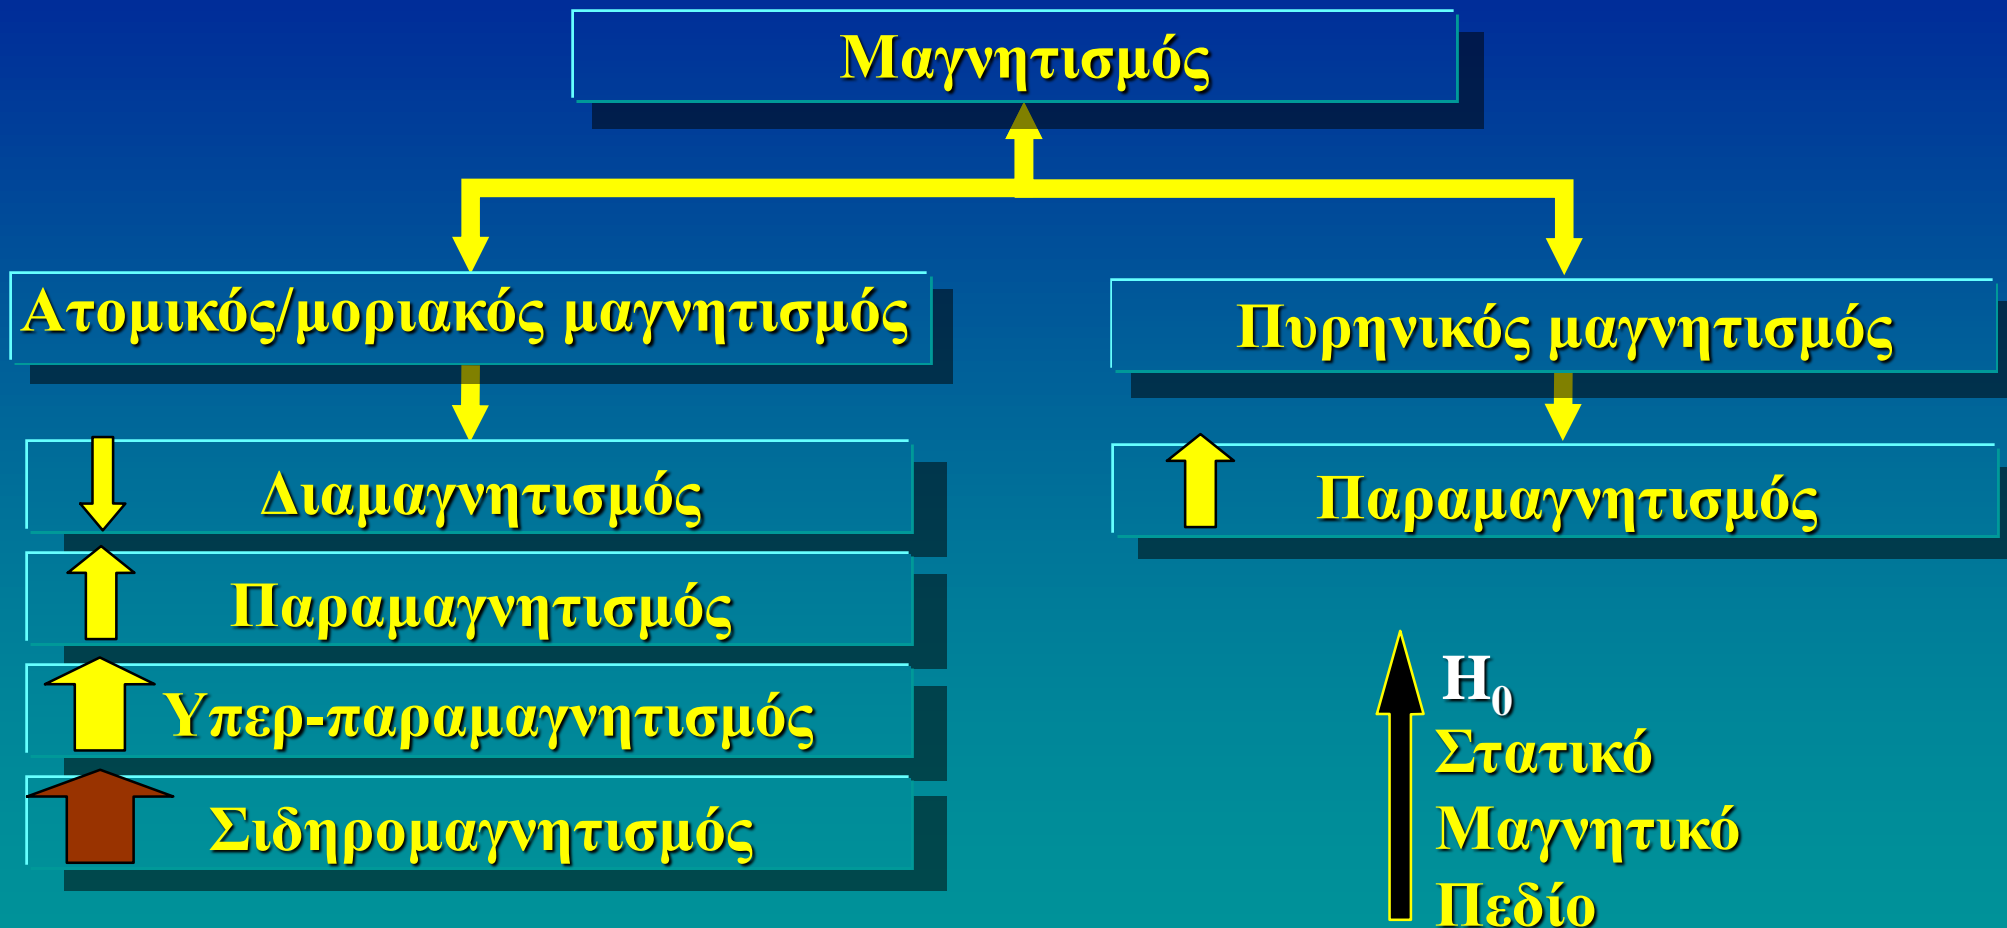 Μαγνητισμός
Ατομικός/μοριακός μαγνητισμός
Πυρηνικός μαγνητισμός
Διαμαγνητισμός
Παραμαγνητισμός
Υπερ-παραμαγνητισμός
Σιδηρομαγνητισμός
Παραμαγνητισμός
H₀
Στατικό
Μαγνητικό
Πεδίο